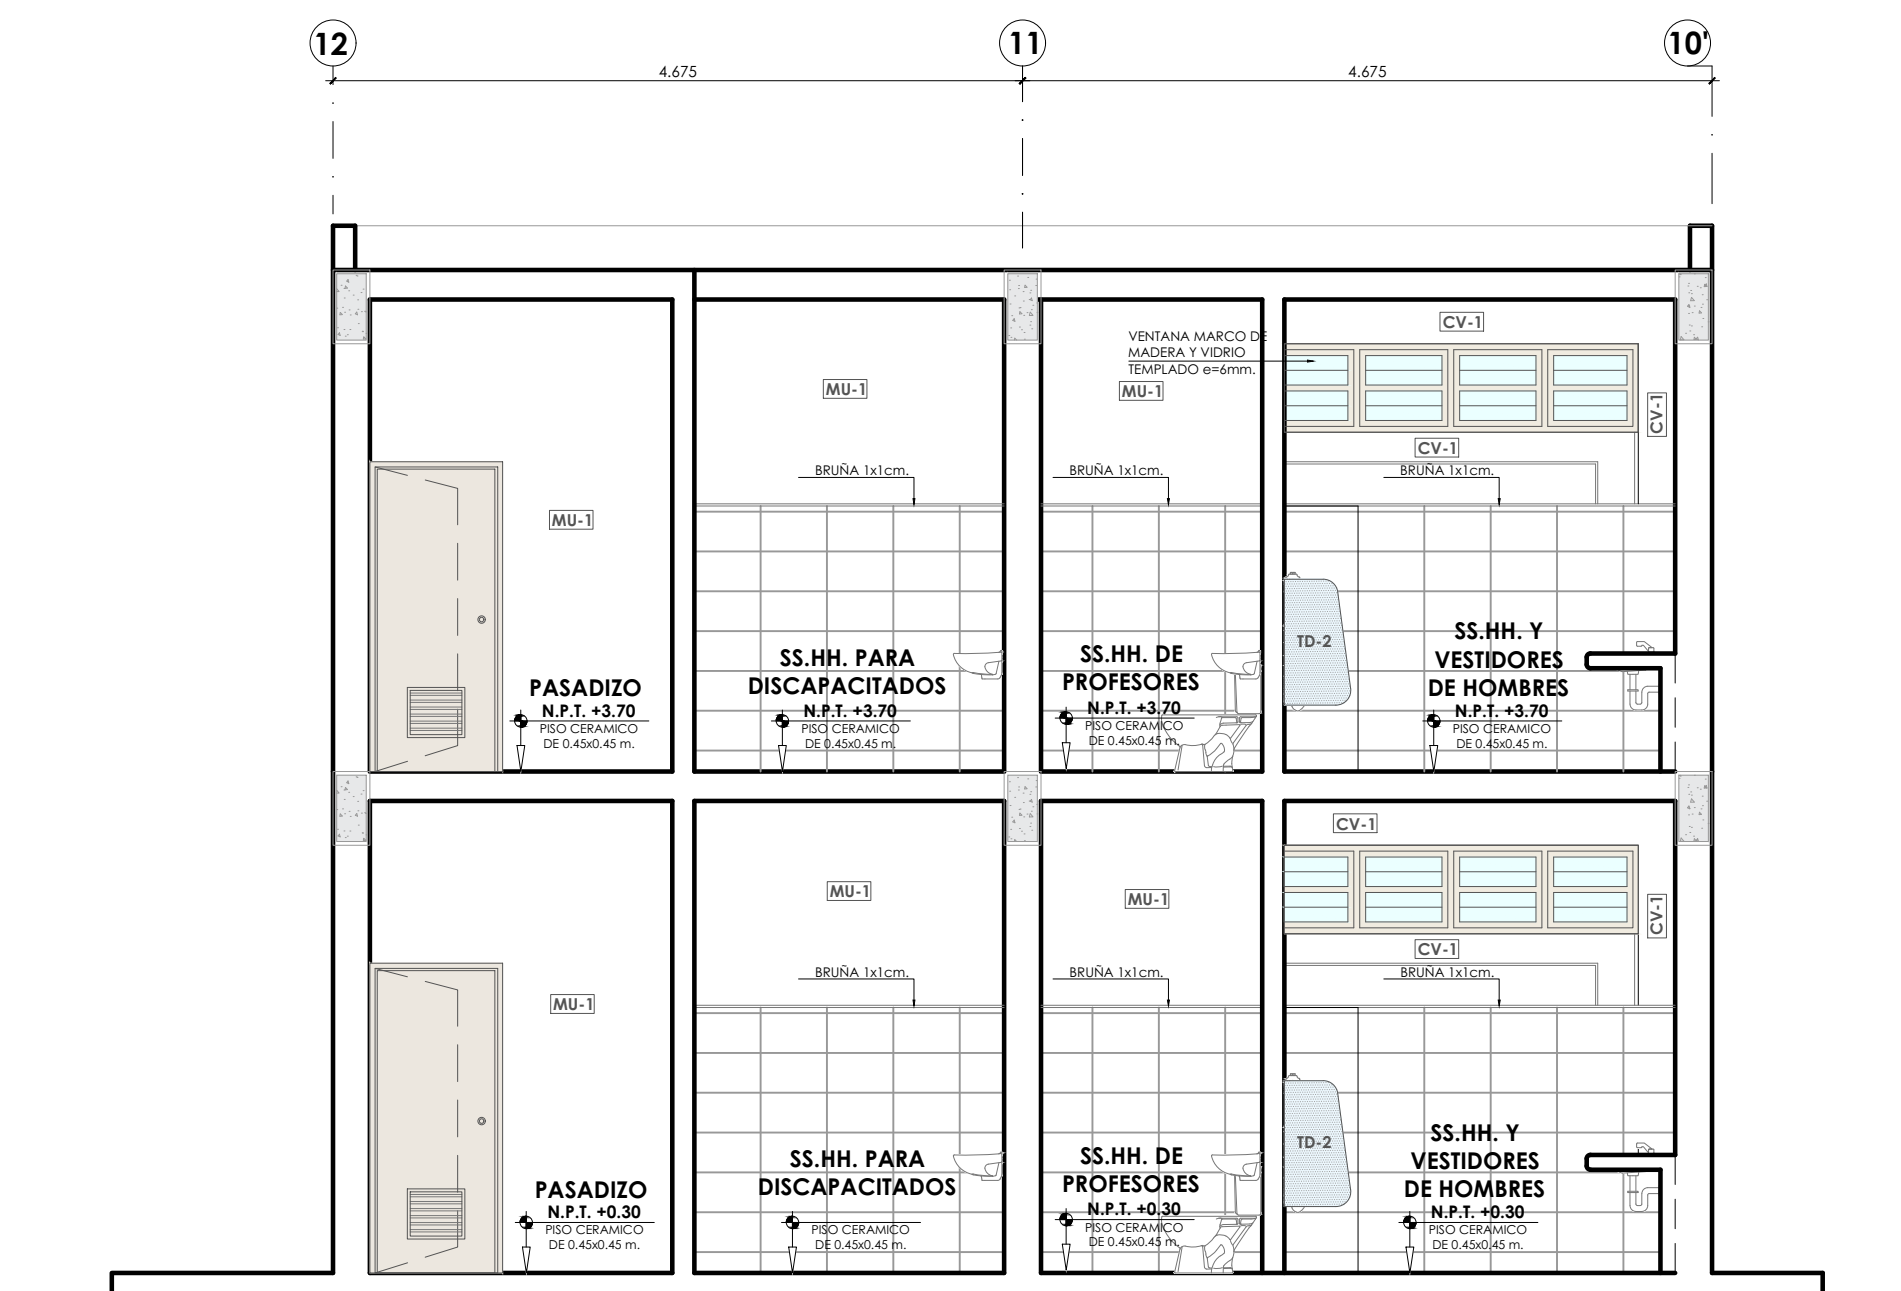 12
11
10'
4.675
4.675
VENTANA MARCO DE
MADERA Y VIDRIO
TEMPLADO e=6mm.
CV-1
MU-1
MU-1
CV-1
CV-1
BRUÑA 1x1cm.
BRUÑA 1x1cm.
BRUÑA 1x1cm.
MU-1
TD-2
PASADIZO
N.P.T. +3.70
PISO CERAMICO
DE 0.45x0.45 m.
SS.HH. PARA
DISCAPACITADOS
N.P.T. +3.70
PISO CERAMICO
DE 0.45x0.45 m.
SS.HH. DE
PROFESORES
N.P.T. +3.70
PISO CERAMICO
DE 0.45x0.45 m.
SS.HH. Y
VESTIDORES
DE HOMBRES
N.P.T. +3.70
PISO CERAMICO
DE 0.45x0.45 m.
CV-1
MU-1
MU-1
CV-1
CV-1
BRUÑA 1x1cm.
BRUÑA 1x1cm.
BRUÑA 1x1cm.
MU-1
TD-2
PASADIZO
N.P.T. +0.30
PISO CERAMICO
DE 0.45x0.45 m.
SS.HH. PARA
DISCAPACITADOS
PISO CERAMICO
DE 0.45x0.45 m.
SS.HH. DE
PROFESORES
N.P.T. +0.30
PISO CERAMICO
DE 0.45x0.45 m.
SS.HH. Y
VESTIDORES
DE HOMBRES
N.P.T. +0.30
PISO CERAMICO
DE 0.45x0.45 m.